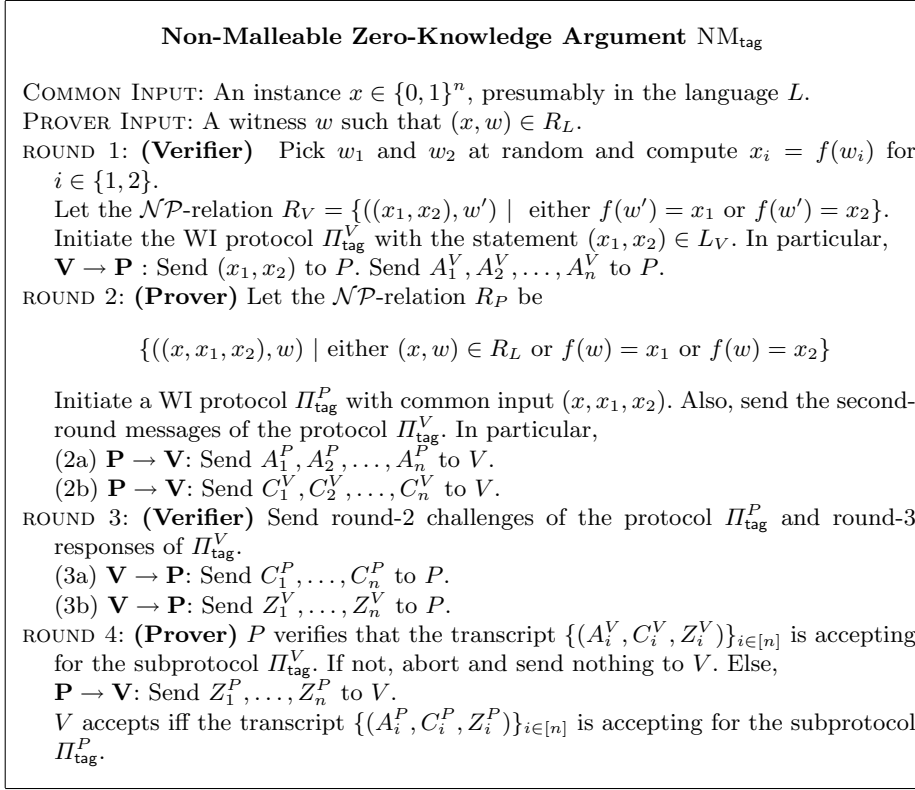 Non-Malleable Zero-Knowledge Argument NM_tag
COMMON INPUT: An instance x ∈ {0, 1}^n, presumably in the language L.
PROVER INPUT: A witness w such that (x, w) ∈ R_L.
ROUND 1: (Verifier) Pick w_1 and w_2 at random and compute x_i = f(w_i) for
i ∈ {1, 2}.
Let the NP-relation R_V = {((x_1, x_2), w′) | either f(w′) = x_1 or f(w′) = x_2}.
Initiate the WI protocol Π^V_tag with the statement (x_1, x_2) ∈ L_V. In particular,
V → P : Send (x_1, x_2) to P. Send A^V_1, A^V_2, . . . , A^V_n to P.
ROUND 2: (Prover) Let the NP-relation R_P be
{((x, x_1, x_2), w) | either (x, w) ∈ R_L or f(w) = x_1 or f(w) = x_2}
Initiate a WI protocol Π^P_tag with common input (x, x_1, x_2). Also, send the second-
round messages of the protocol Π^V_tag. In particular,
(2a) P → V: Send A^P_1, A^P_2, . . . , A^P_n to V.
(2b) P → V: Send C^V_1, C^V_2, . . . , C^V_n to V.
ROUND 3: (Verifier) Send round-2 challenges of the protocol Π^P_tag and round-3
responses of Π^V_tag.
(3a) V → P: Send C^P_1, . . . , C^P_n to P.
(3b) V → P: Send Z^V_1, . . . , Z^V_n to P.
ROUND 4: (Prover) P verifies that the transcript {(A^V_i, C^V_i, Z^V_i)}_{i∈[n]} is accepting
for the subprotocol Π^V_tag. If not, abort and send nothing to V. Else,
P → V: Send Z^P_1, . . . , Z^P_n to V.
V accepts iff the transcript {(A^P_i, C^P_i, Z^P_i)}_{i∈[n]} is accepting for the subprotocol
Π^P_tag.